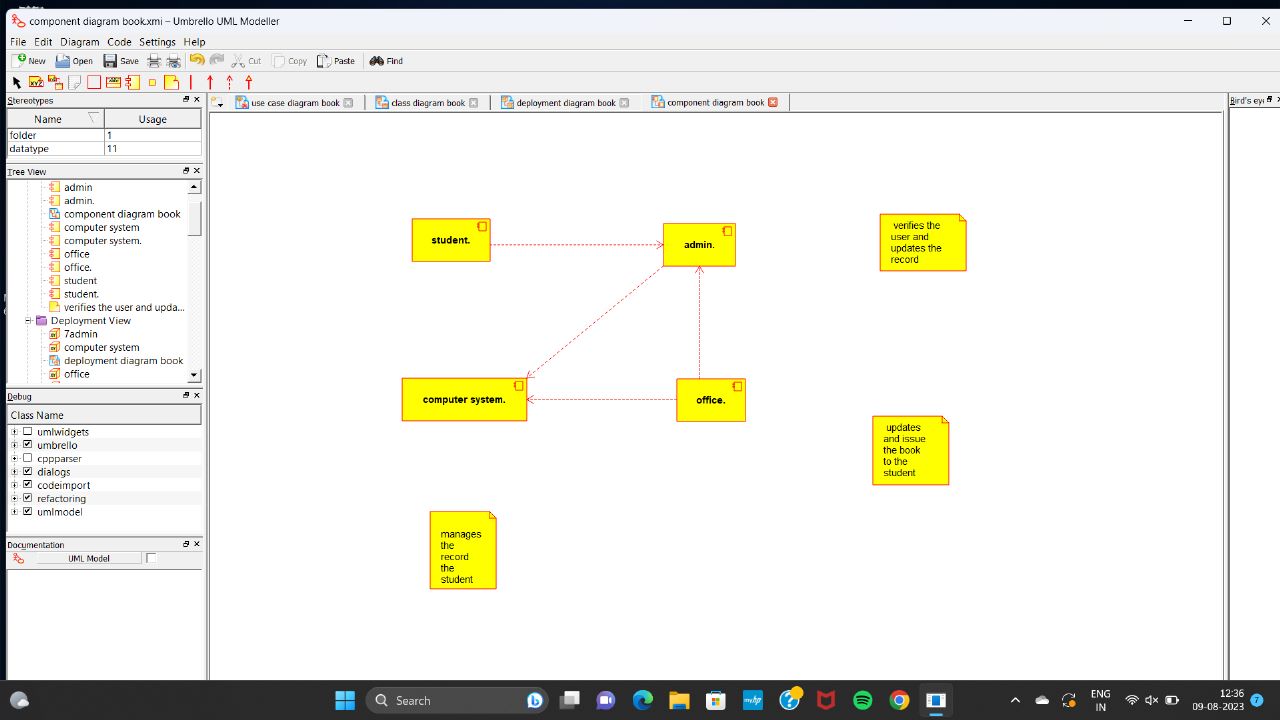 component diagram book.xmi – Umbrello UML Modeller
File Edit Diagram Code Settings Help
New Open Save Cut Copy Paste Find
Stereotypes
Name Usage
folder 1
datatype 11
Tree View
admin
admin.
component diagram book
computer system
computer system.
office
office.
student
student.
verifies the user and upda...
Deployment View
7admin
computer system
deployment diagram book
office
Debug
Class Name
umlwidgets
umbrello
cppparser
dialogs
codeimport
refactoring
umlmodel
Documentation
UML Model
use case diagram book
class diagram book
deployment diagram book
component diagram book
Bird's eye
student.
admin.
verifies the
user and
updates the
record
computer system.
office.
updates
and issue
the book
to the
student
manages
the
record
the
student
Search
ENG
IN
12:36
09-08-2023
7